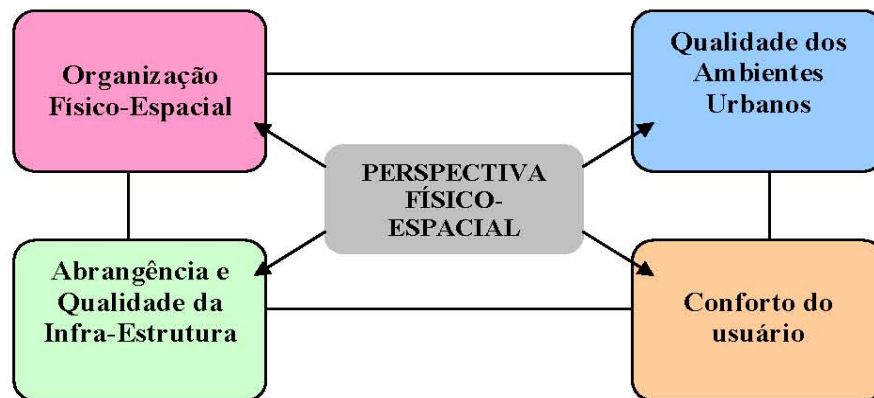 Organização
Físico-Espacial
Qualidade dos
Ambientes
Urbanos
PERSPECTIVA
FÍSICO-
ESPACIAL
Abrangência e
Qualidade da
Infra-Estrutura
Conforto do
usuário